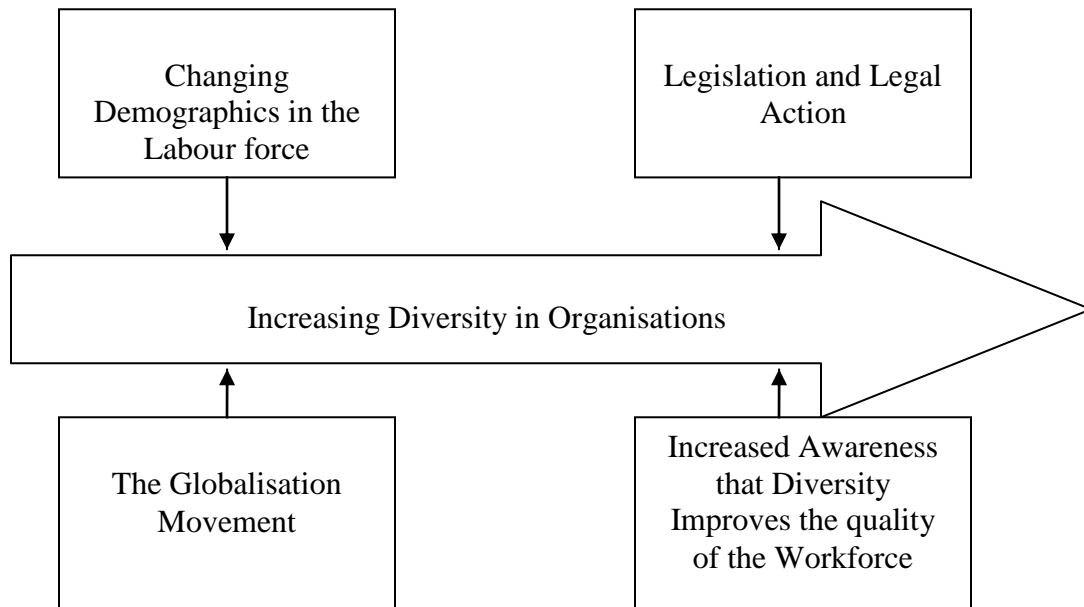 Changing
Demographics in the
Labour force
Legislation and Legal
Action
Increasing Diversity in Organisations
The Globalisation
Movement
Increased Awareness
that Diversity
Improves the quality
of the Workforce